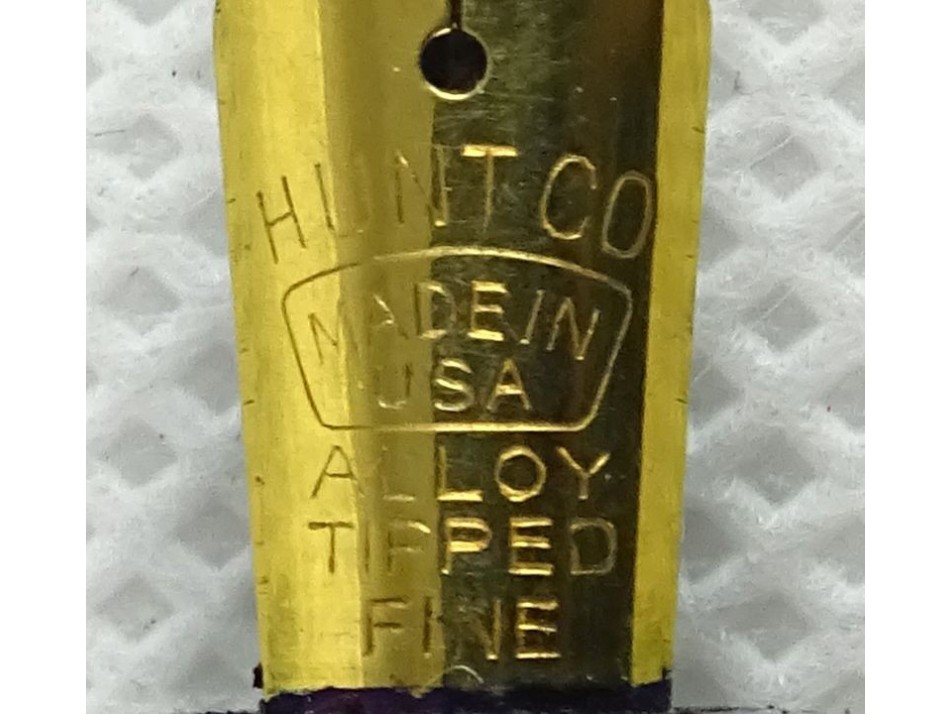 HUNT CO
MADE IN
USA
ALLOY
TIPPED
FINE